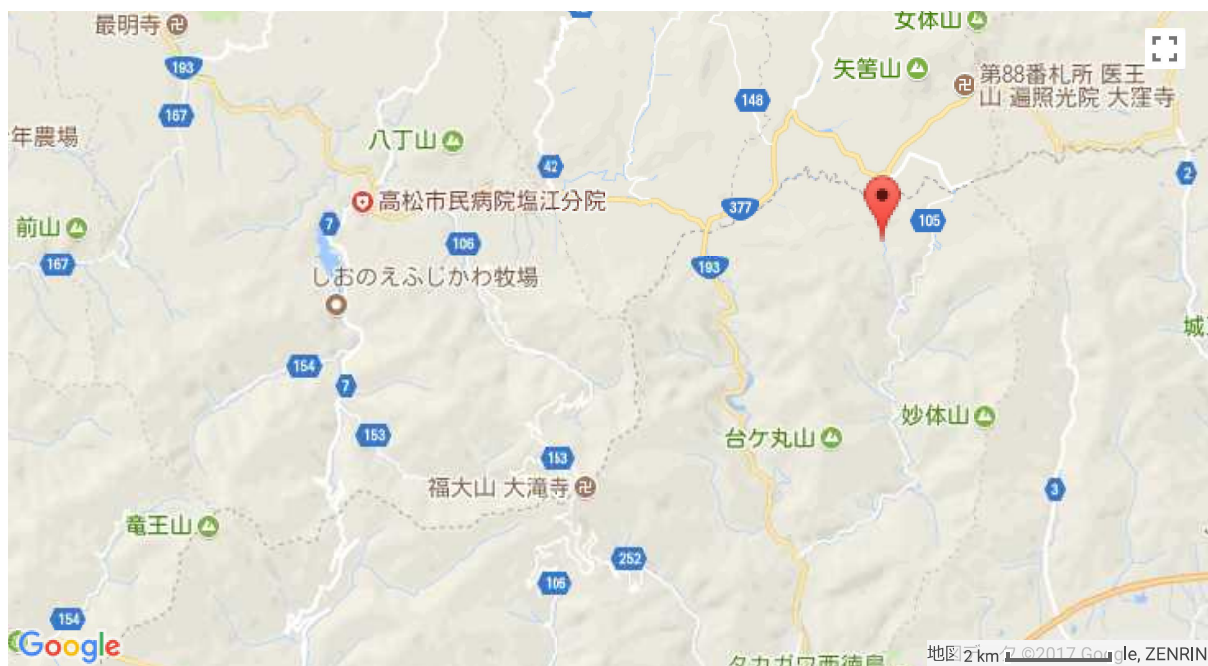 最明寺
女体山
193
矢筈山
第88番札所 医王
山 遍照光院 大窪寺
148
167
年農場
八丁山
42
2
高松市民病院塩江分院
377
105
7
前山
106
167
193
しおのえふじかわ牧場
154
7
妙体山
153
台ケ丸山
153
福大山 大滝寺
3
竜王山
252
106
154
Google
2 km
©2017 Google, ZENRIN